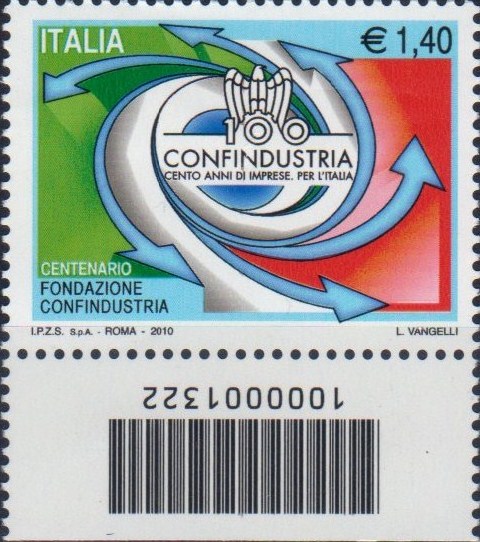 ITALIA
€ 1,40
100
CONFINDUSTRIA
CENTO ANNI DI IMPRESE. PER L'ITALIA
CENTENARIO
FONDAZIONE
CONFINDUSTRIA
I.P.Z.S. S.p.A. - ROMA - 2010
L. VANGELLI
1000001322